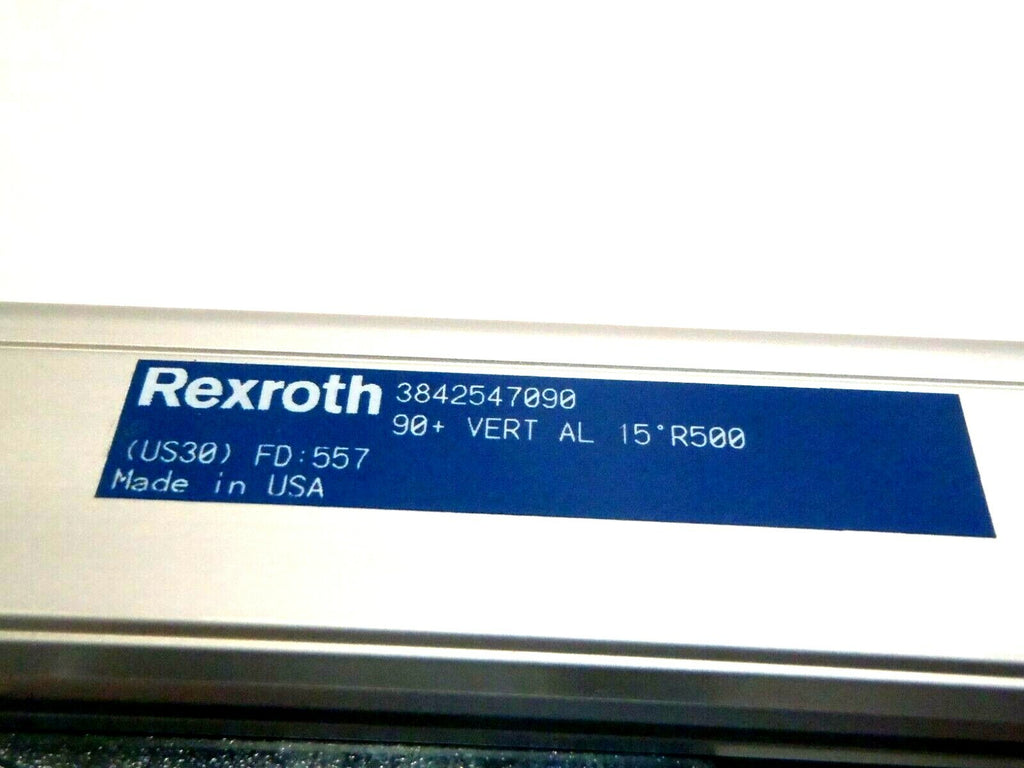 Rexroth 3842547090
90+ VERT AL 15°R500
(US30) FD:557
Made in USA